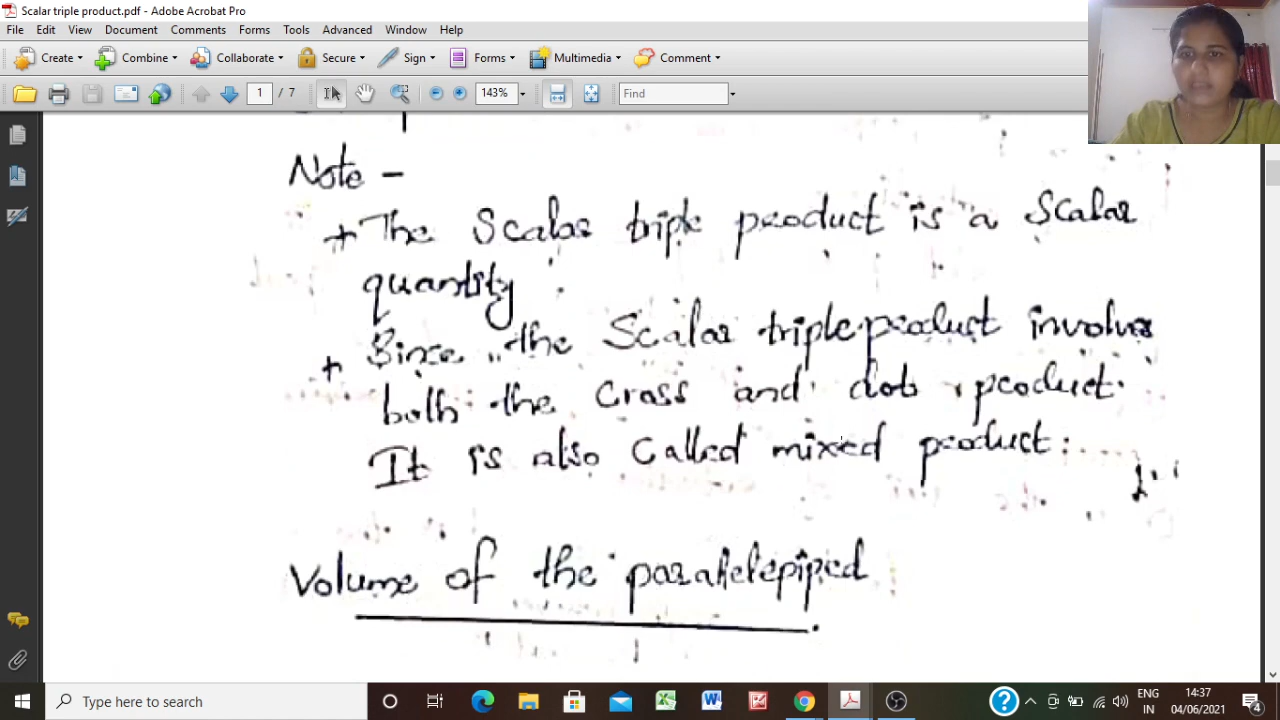 Scalar triple product.pdf - Adobe Acrobat Pro
File Edit View Document Comments Forms Tools Advanced Window Help
Create Combine Collaborate Secure Sign Forms Multimedia Comment
1 / 7 143% Find
Note -
+ The Scalar triple product is a Scalar
quantity.
+ Since the Scalar triple product involves
both the Cross and dot product.
It is also Called mixed product.
Volume of the parallelepiped
Type here to search
ENG 14:37
IN 04/06/2021
4